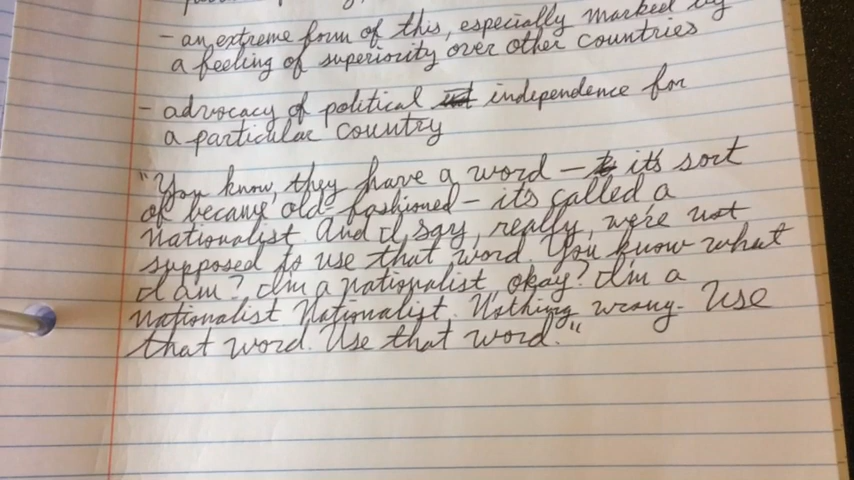 - an extreme form of this, especially marked by
a feeling of superiority over other countries
- advocacy of political independence for
a particular country
"You know, they have a word – it's sort
of became old-fashioned – it's called a
nationalist. And I say, really, we're not
supposed to use that word. You know what
I am? I'm a nationalist, okay? I'm a
nationalist. Nationalist. Nothing wrong. Use
that word. Use that word."